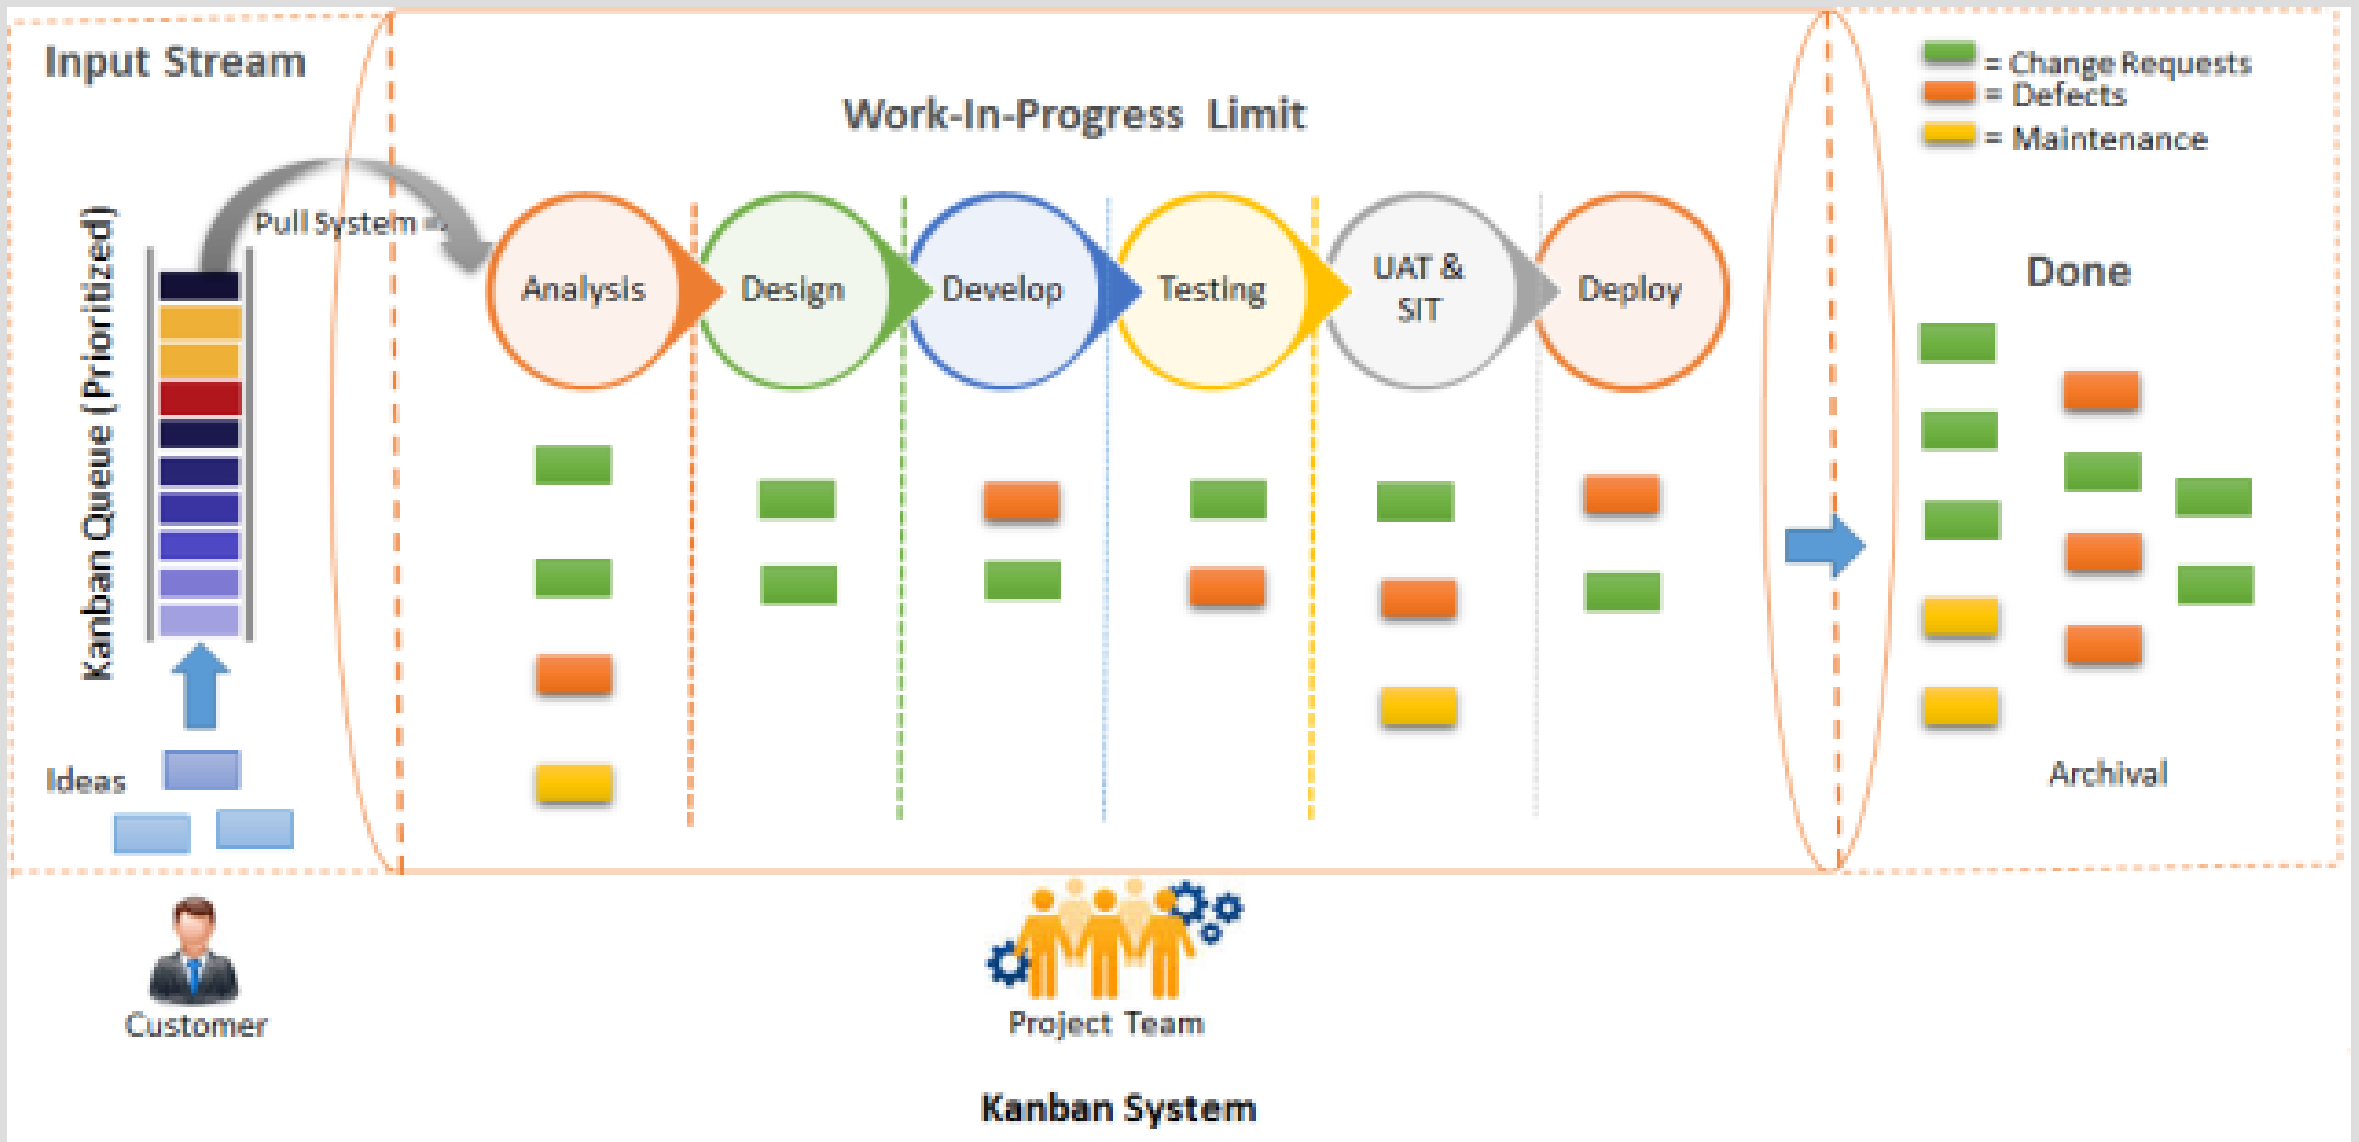 Input Stream
= Change Requests
= Defects
= Maintenance
Work-In-Progress Limit
Pull System
Kanban Queue (Prioritized)
Analysis
Design
Develop
Testing
UAT &
SIT
Deploy
Done
Ideas
Archival
Customer
Project Team
Kanban System